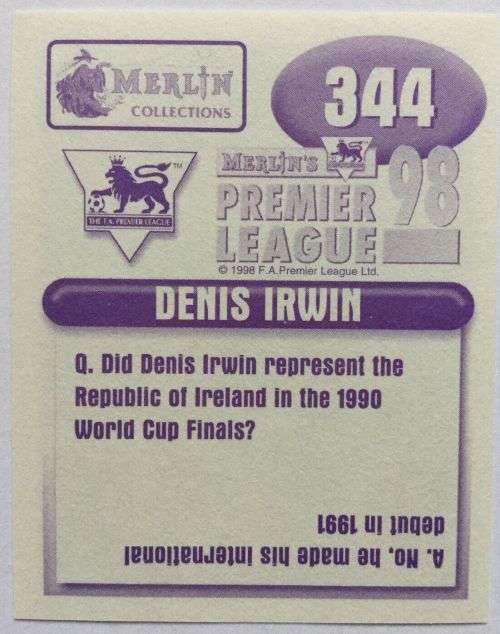 MERLIN
COLLECTIONS
344
THE F.A. PREMIER LEAGUE
TM
MERLIN'S
PREMIER
LEAGUE
98
© 1998 F.A.Premier League Ltd.
DENIS IRWIN
Q. Did Denis Irwin represent the
Republic of Ireland in the 1990
World Cup Finals?
A. No, he made his international
debut in 1991